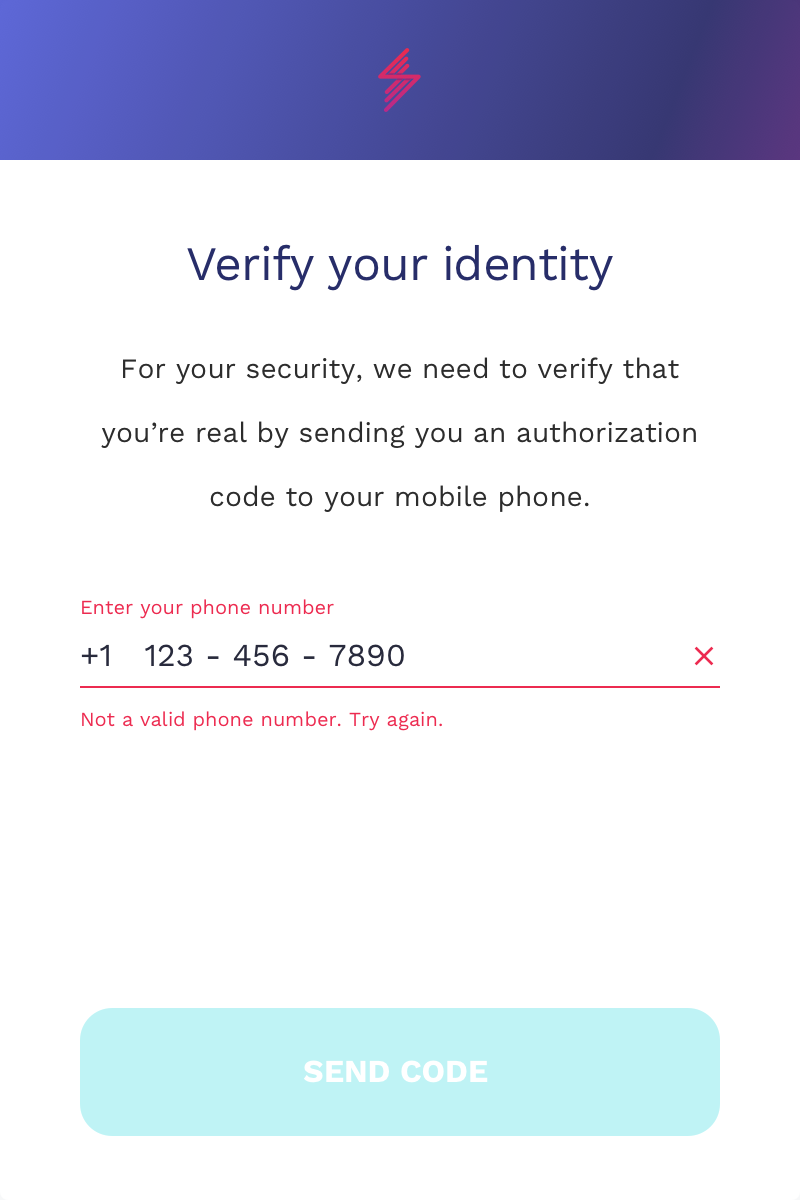 Verify your identity
For your security, we need to verify that
you’re real by sending you an authorization
code to your mobile phone.
Enter your phone number
+1 123 - 456 - 7890
Not a valid phone number. Try again.
SEND CODE